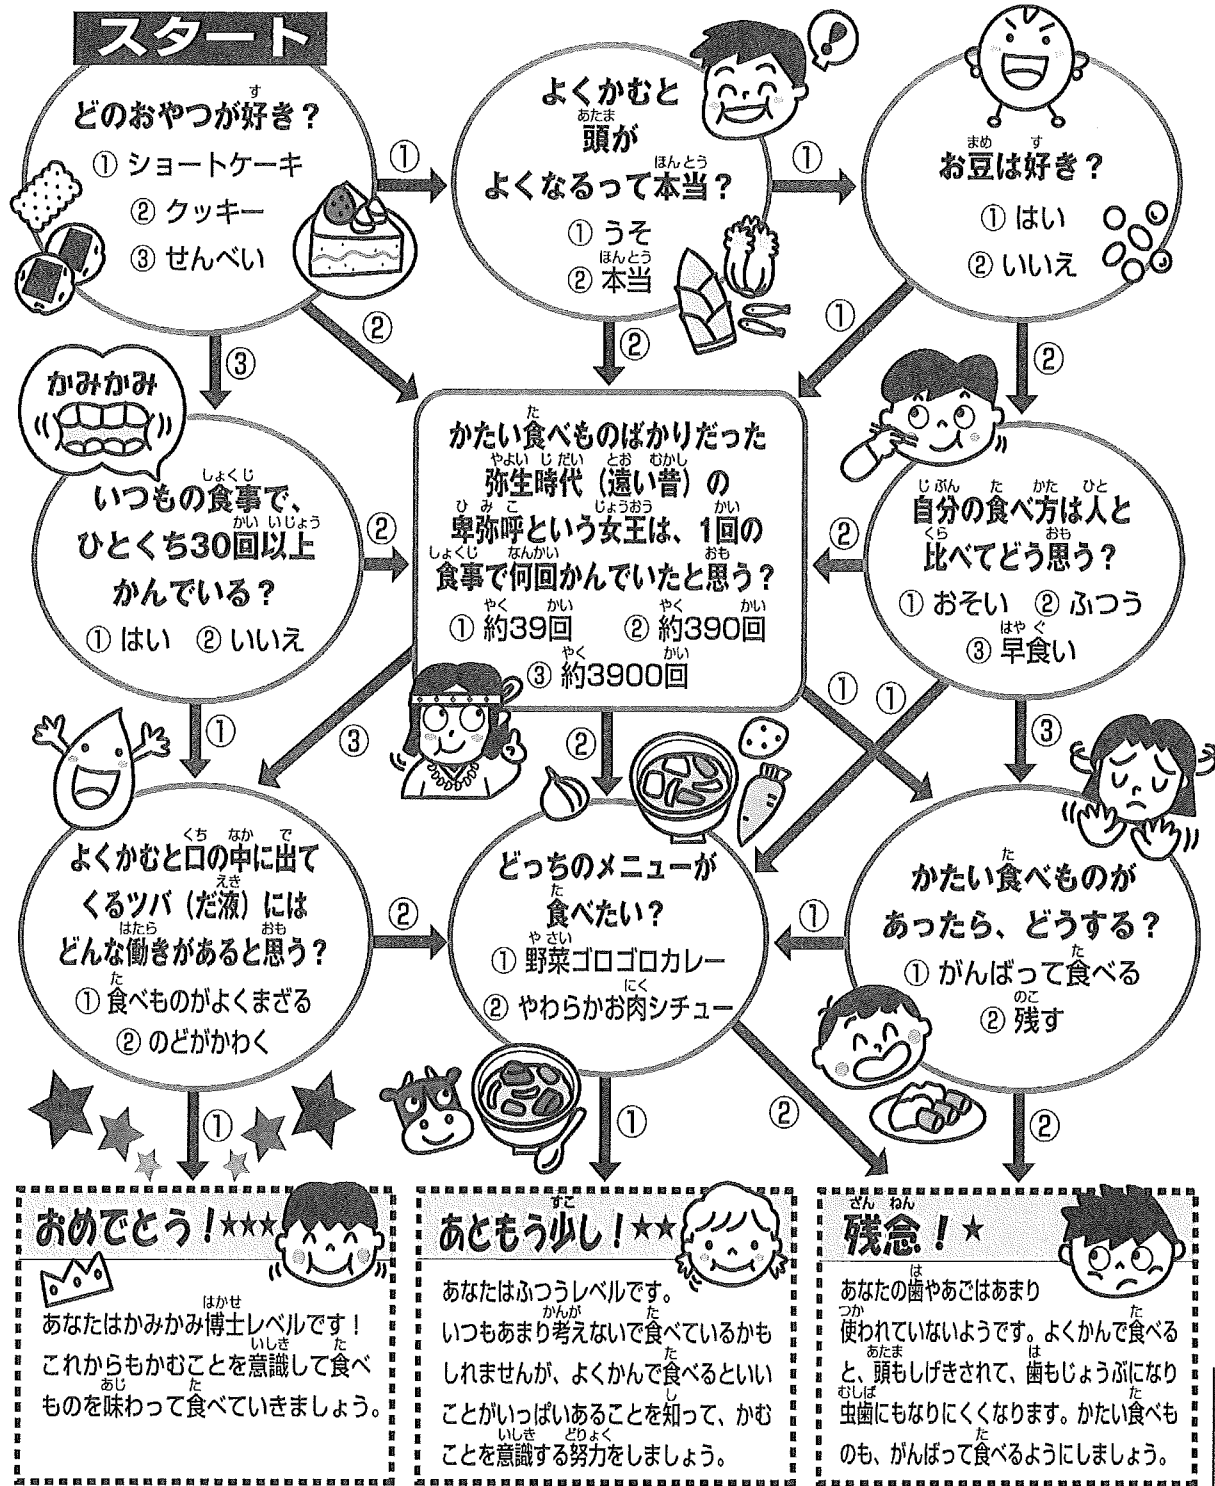 スタート
どのおやつが好き？
① ショートケーキ
② クッキー
③ せんべい
①
②
③
よくかむと
頭が
よくなるって本当？
① うそ
② 本当
①
②
お豆は好き？
① はい
② いいえ
①
②
かみかみ
いつもの食事で、
ひとくち30回以上
かんでいる？
① はい ② いいえ
②
①
かたい食べものばかりだった
弥生時代（遠い昔）の
卑弥呼という女王は、1回の
食事で何回かんでいたと思う？
① 約39回 ② 約390回
③ 約3900回
③
②
①
自分の食べ方は人と
比べてどう思う？
① おそい ② ふつう
③ 早食い
②
①
③
よくかむと口の中に出て
くるツバ（だ液）には
どんな働きがあると思う？
① 食べものがよくまざる
② のどがかわく
②
①
どっちのメニューが
食べたい？
① 野菜ゴロゴロカレー
② やわらかお肉シチュー
①
②
かたい食べものが
あったら、どうする？
① がんばって食べる
② 残す
①
②
おめでとう！★★★
あなたはかみかみ博士レベルです！
これからもかむことを意識して食べ
ものを味わって食べていきましょう。
あともう少し！★★
あなたはふつうレベルです。
いつもあまり考えないで食べているかも
しれませんが、よくかんで食べるといい
ことがいっぱいあることを知って、かむ
ことを意識する努力をしましょう。
残念！★
あなたの歯やあごはあまり
使われていないようです。よくかんで食べる
と、頭もしげきされて、歯もじょうぶになり
虫歯にもなりにくくなります。かたい食べも
のも、がんばって食べるようにしましょう。